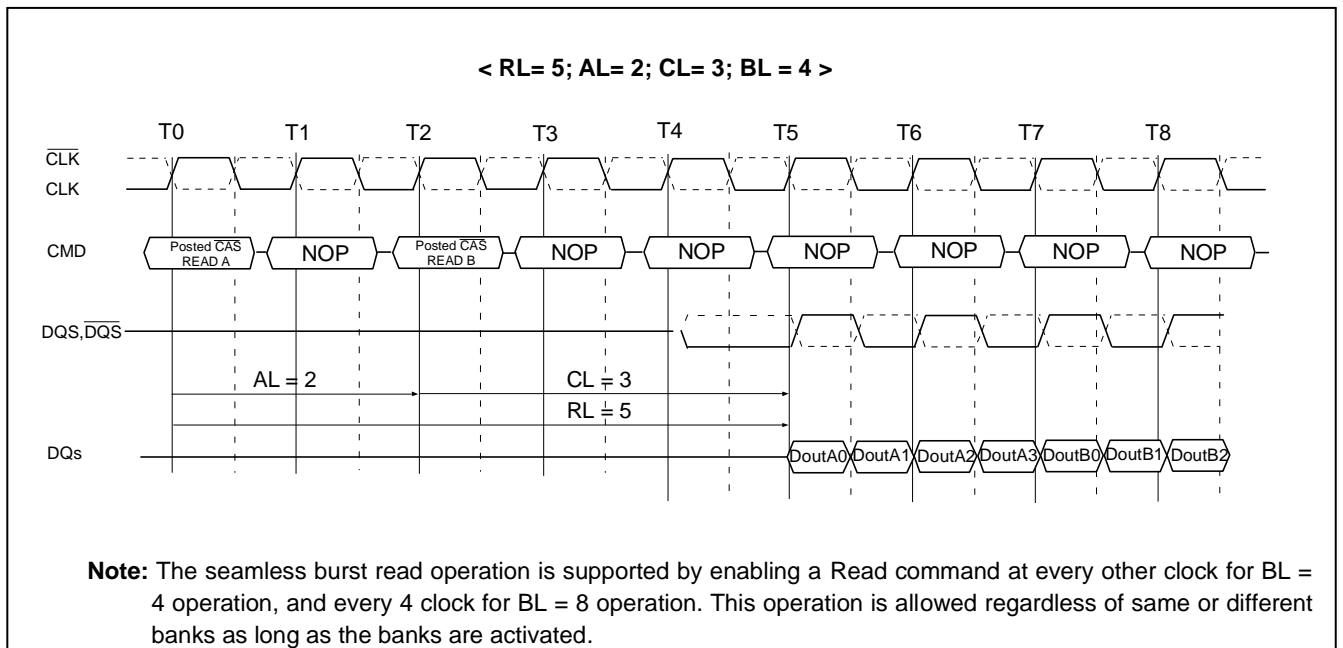 < RL= 5; AL= 2; CL= 3; BL = 4 >
T0 T1 T2 T3 T4 T5 T6 T7 T8
CLK
CLK
CMD
Posted CAS
READ A
NOP
Posted CAS
READ B
NOP NOP NOP NOP NOP NOP
DQS,DQS
AL = 2 CL = 3
RL = 5
DQs
DoutA0 DoutA1 DoutA2 DoutA3 DoutB0 DoutB1 DoutB2
Note: The seamless burst read operation is supported by enabling a Read command at every other clock for BL =
4 operation, and every 4 clock for BL = 8 operation. This operation is allowed regardless of same or different
banks as long as the banks are activated.